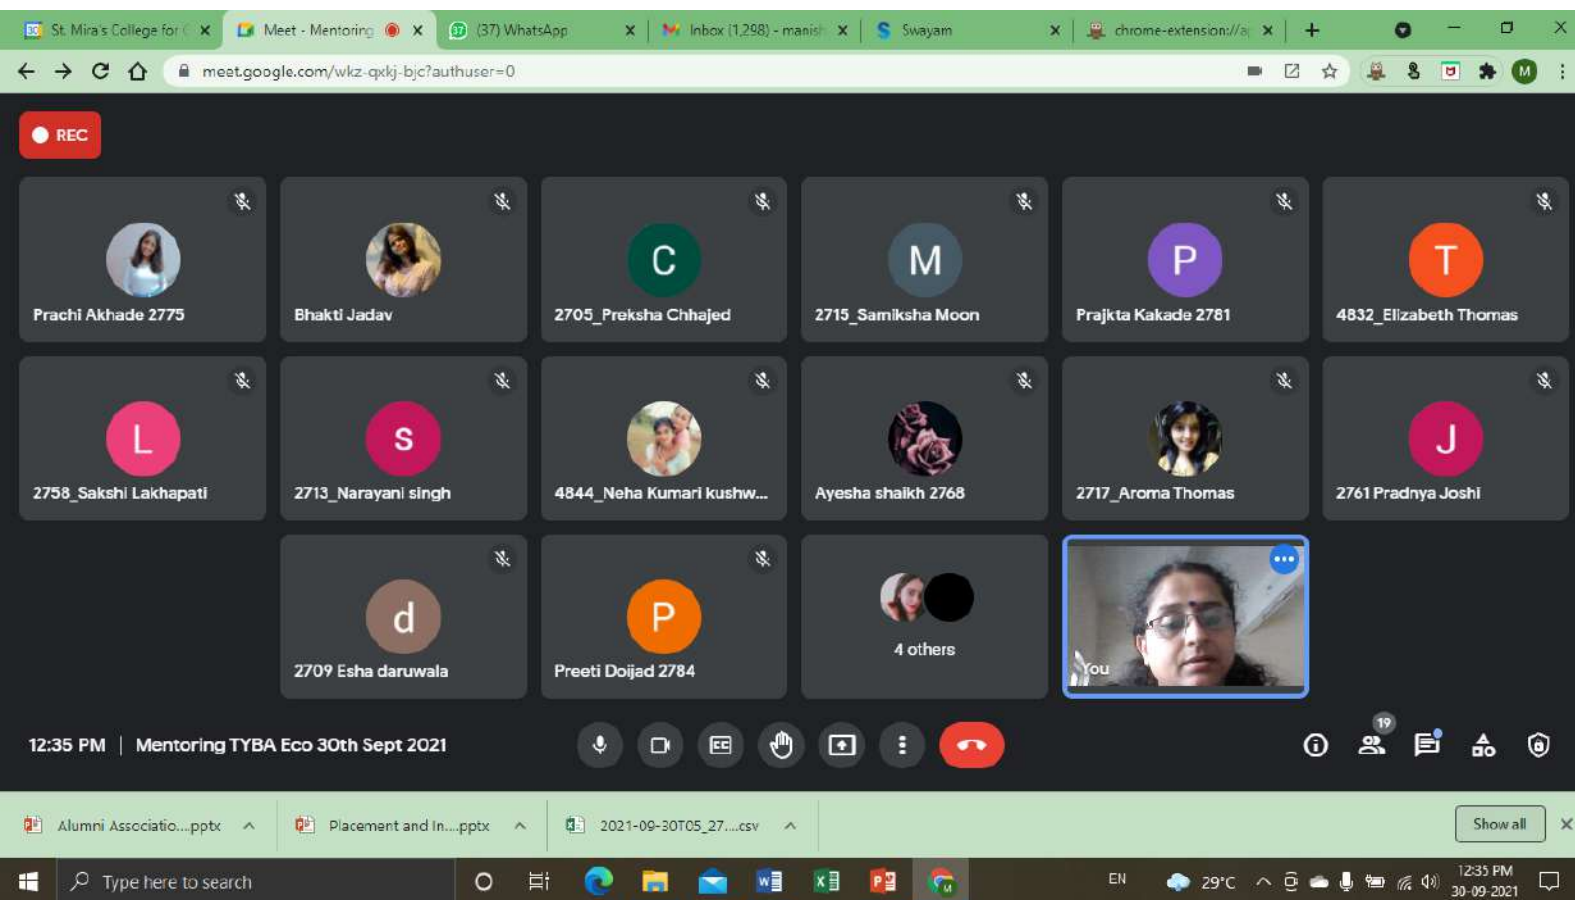 St. Mira's College for
Meet - Mentoring
(37) WhatsApp
Inbox (1,298) - manish
Swayam
chrome-extension://a
meet.google.com/wkz-qxkj-bjc?authuser=0
M
REC
Prachi Akhade 2775
Bhakti Jadav
C
2705_Preksha Chhajed
M
2715_Samiksha Moon
P
Prajkta Kakade 2781
T
4832_Elizabeth Thomas
L
2758_Sakshi Lakhapati
s
2713_Narayani singh
4844_Neha Kumari kushw...
Ayesha shaikh 2768
2717_Aroma Thomas
J
2761 Pradnya Joshi
d
2709 Esha daruwala
P
Preeti Doijad 2784
4 others
You
12:35 PM | Mentoring TYBA Eco 30th Sept 2021
CC
19
Alumni Associatio....pptx
Placement and In....pptx
2021-09-30T05_27....csv
Show all
Type here to search
EN
29°C
12:35 PM
30-09-2021